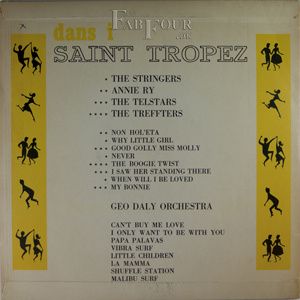 FabFour
dans l
SAINT TROPEZ
• THE STRINGERS
•• ANNIE RY
••• THE TELSTARS
•••• THE TREFFTERS
•• NON HOL'ETA
• WHY LITTLE GIRL
••• GOOD GOLLY MISS MOLLY
• NEVER
•••• THE BOOGIE TWIST
••• I SAW HER STANDING THERE
• WHEN WILL I BE LOVED
••• MY BONNIE
GEO DALY ORCHESTRA
CAN'T BUY ME LOVE
I ONLY WANT TO BE WITH YOU
PAPA PALAVAS
VIBRA SURF
LITTLE CHILDREN
LA MAMMA
SHUFFLE STATION
MALIBU SURF